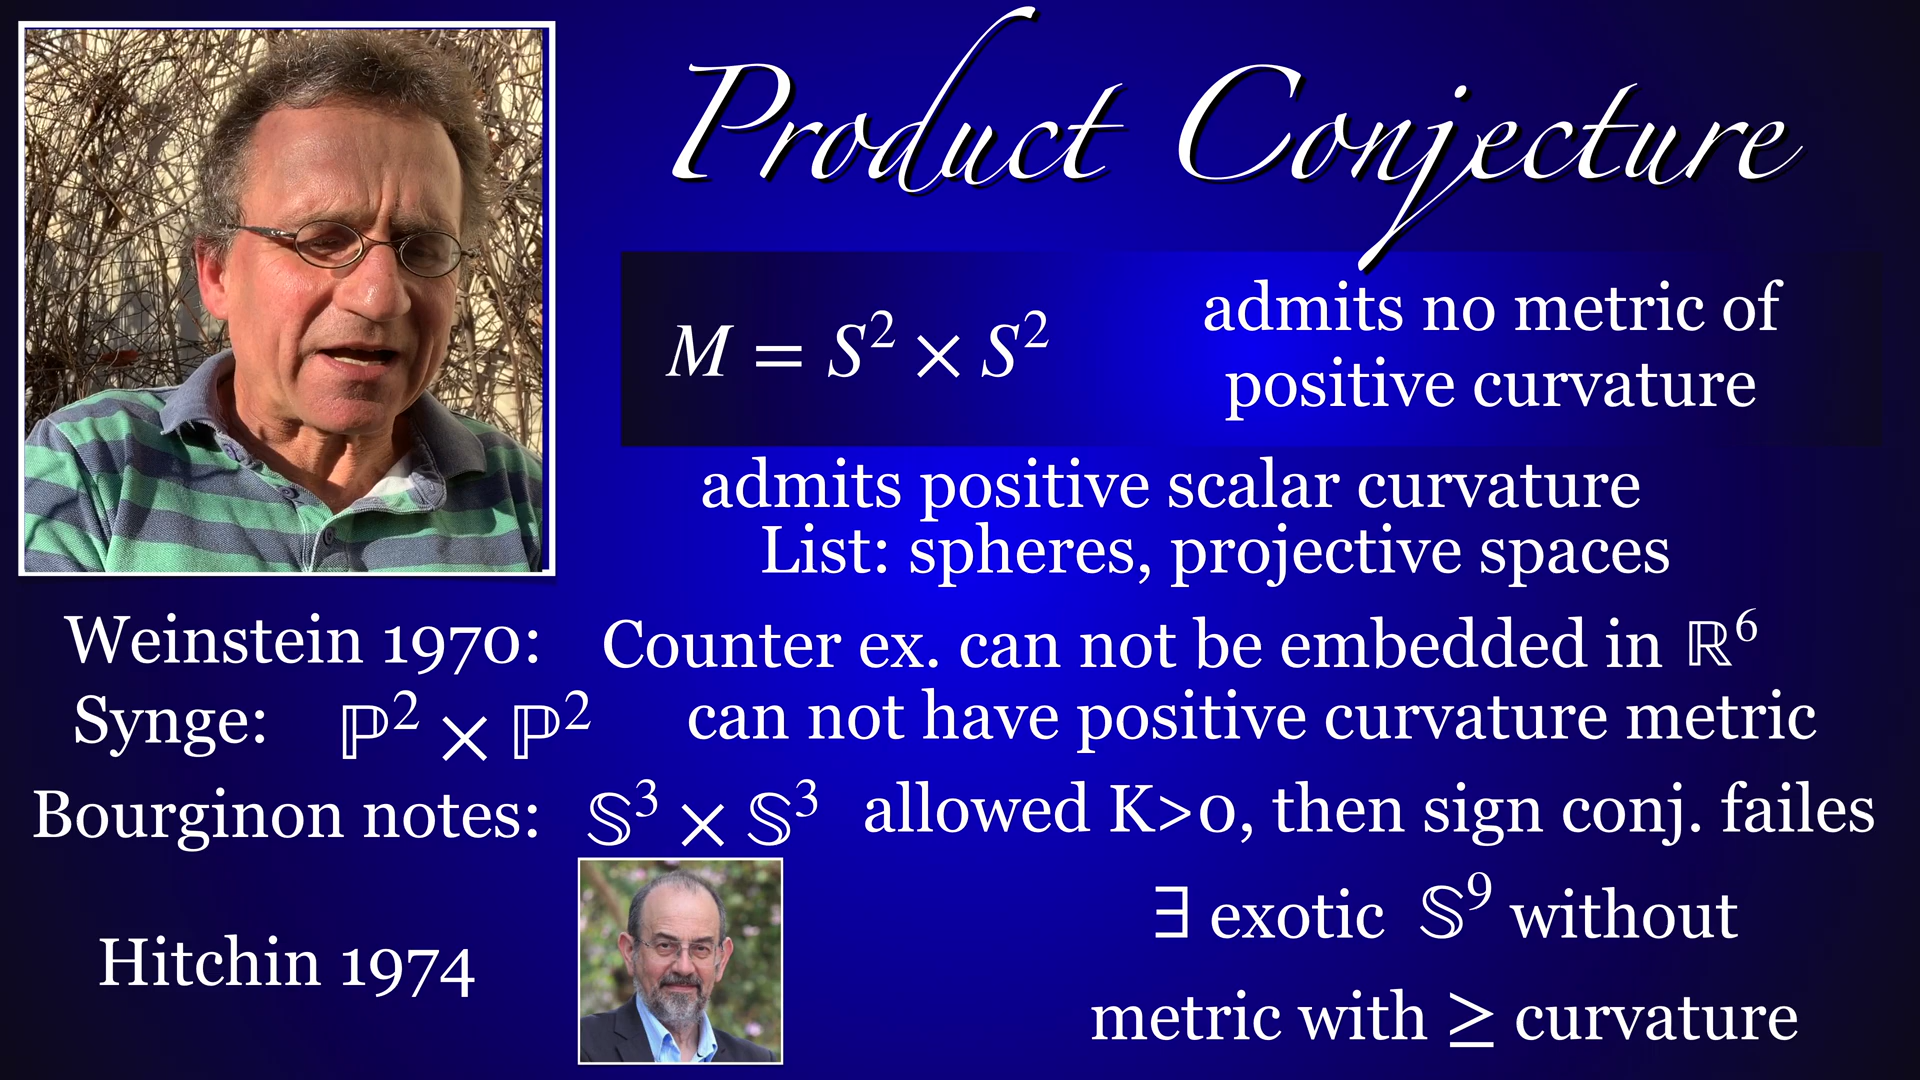 Product Conjecture
M = S² × S²
admits no metric of
positive curvature
admits positive scalar curvature
List: spheres, projective spaces
Weinstein 1970: Counter ex. can not be embedded in ℝ⁶
Synge: ℙ² × ℙ² can not have positive curvature metric
Bourginon notes: 𝕊³ × 𝕊³ allowed K>0, then sign conj. failes
Hitchin 1974
∃ exotic 𝕊⁹ without
metric with ≥ curvature